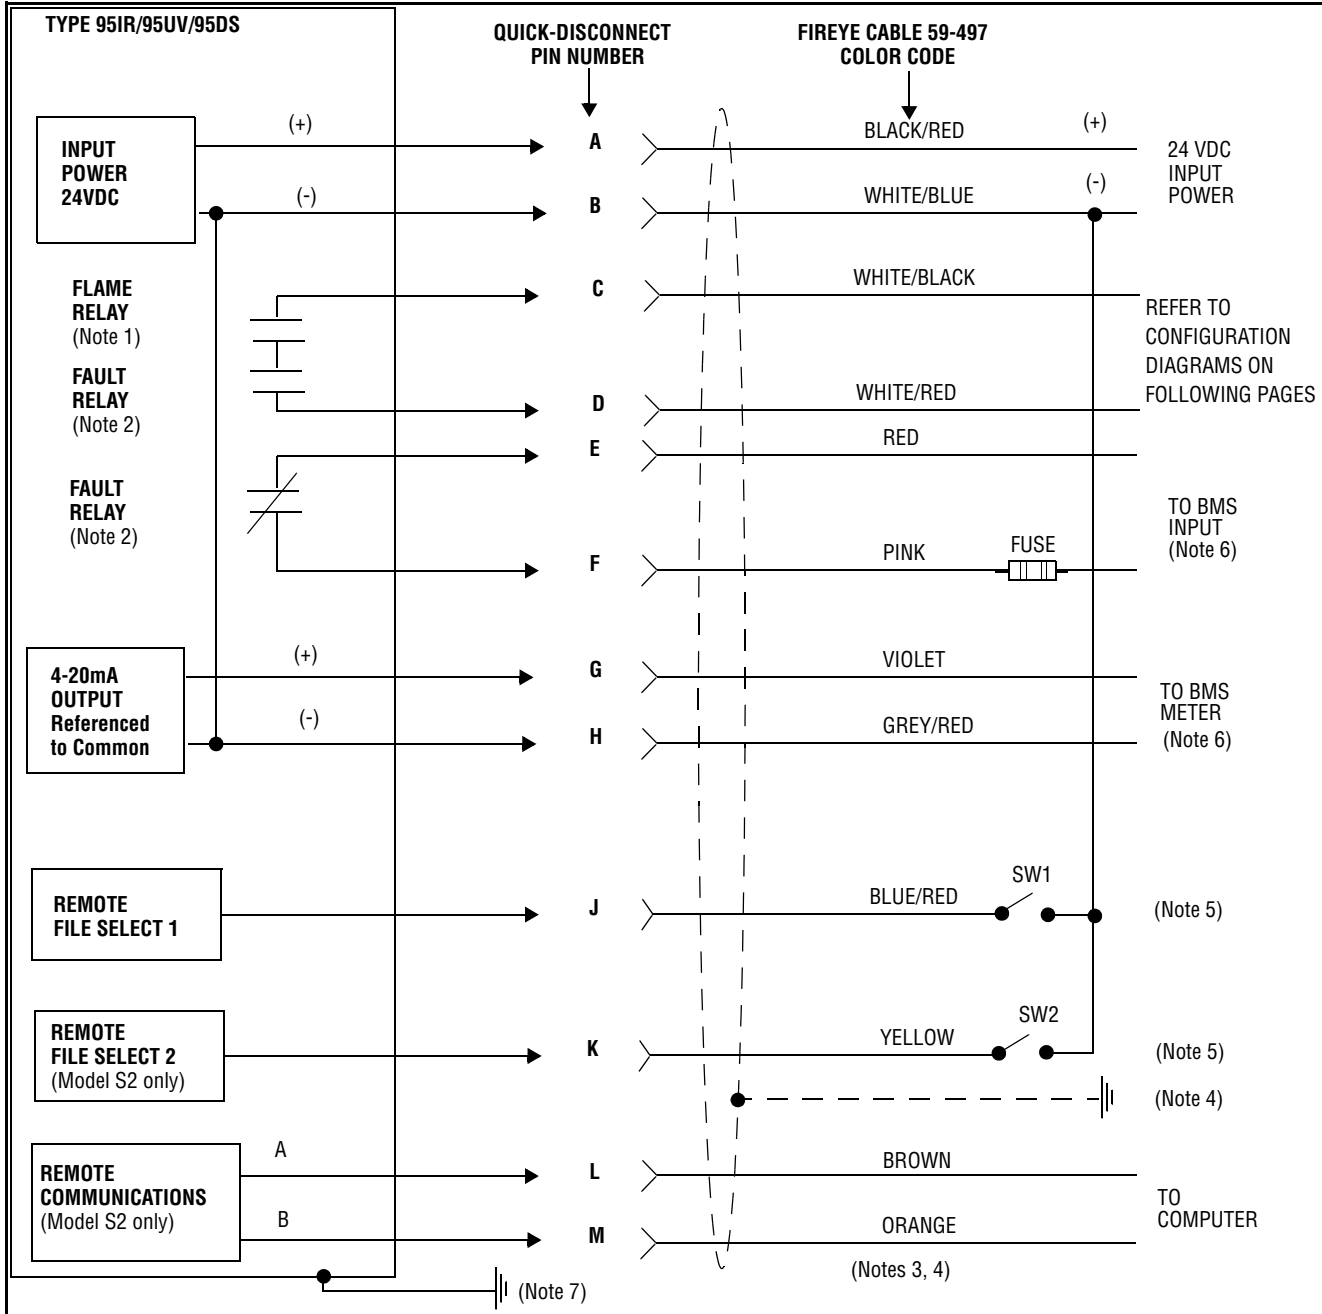 TYPE 95IR/95UV/95DS
QUICK-DISCONNECT
PIN NUMBER
FIREYE CABLE 59-497
COLOR CODE
INPUT
POWER
24VDC
(+)
A
BLACK/RED
(+)
24 VDC
INPUT
POWER
(-)
B
WHITE/BLUE
(-)
FLAME
RELAY
(Note 1)
C
WHITE/BLACK
REFER TO
CONFIGURATION
DIAGRAMS ON
FOLLOWING PAGES
FAULT
RELAY
(Note 2)
D
WHITE/RED
E
RED
FAULT
RELAY
(Note 2)
F
PINK
FUSE
TO BMS
INPUT
(Note 6)
4-20mA
OUTPUT
Referenced
to Common
(+)
G
VIOLET
(-)
H
GREY/RED
TO BMS
METER
(Note 6)
REMOTE
FILE SELECT 1
J
BLUE/RED
SW1
(Note 5)
REMOTE
FILE SELECT 2
(Model S2 only)
K
YELLOW
SW2
(Note 5)
(Note 4)
REMOTE
COMMUNICATIONS
(Model S2 only)
A
L
BROWN
B
M
ORANGE
TO
COMPUTER
(Notes 3, 4)
(Note 7)